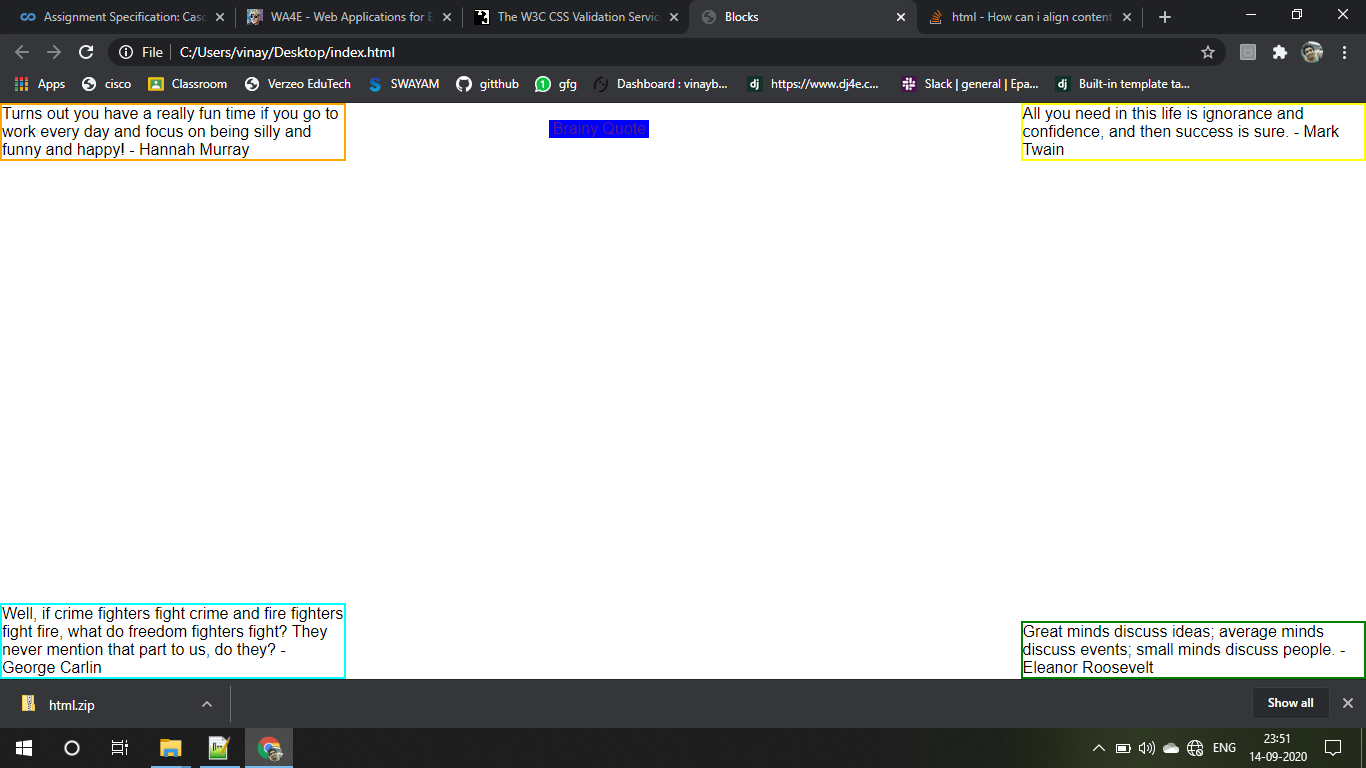 Assignment Specification: Casc
WA4E - Web Applications for E
The W3C CSS Validation Service
Blocks
html - How can i align content
File
C:/Users/vinay/Desktop/index.html
Apps
cisco
Classroom
Verzeo EduTech
SWAYAM
gitthub
1
gfg
Dashboard : vinayb...
dj
https://www.dj4e.c...
Slack | general | Epa...
dj
Built-in template ta...
Turns out you have a really fun time if you go to
work every day and focus on being silly and
funny and happy! - Hannah Murray
Brainy Quote
All you need in this life is ignorance and
confidence, and then success is sure. - Mark
Twain
Well, if crime fighters fight crime and fire fighters
fight fire, what do freedom fighters fight? They
never mention that part to us, do they? -
George Carlin
Great minds discuss ideas; average minds
discuss events; small minds discuss people. -
Eleanor Roosevelt
html.zip
Show all
ENG
23:51
14-09-2020